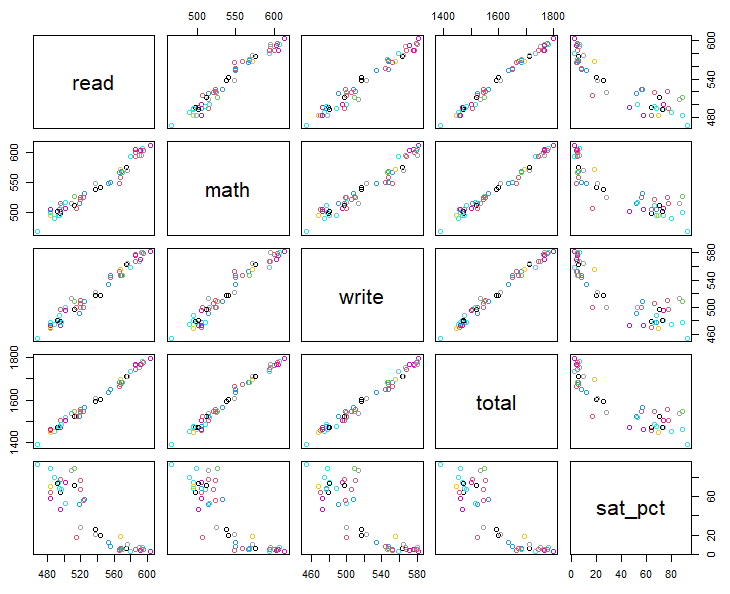 500 550 600
1400 1600 1800
read
480 540 600
500 550 600
math
write
460 500 540 580
1400 1600 1800
total
sat_pct
0 20 60
480 520 560 600
460 500 540 580
0 20 40 60 80